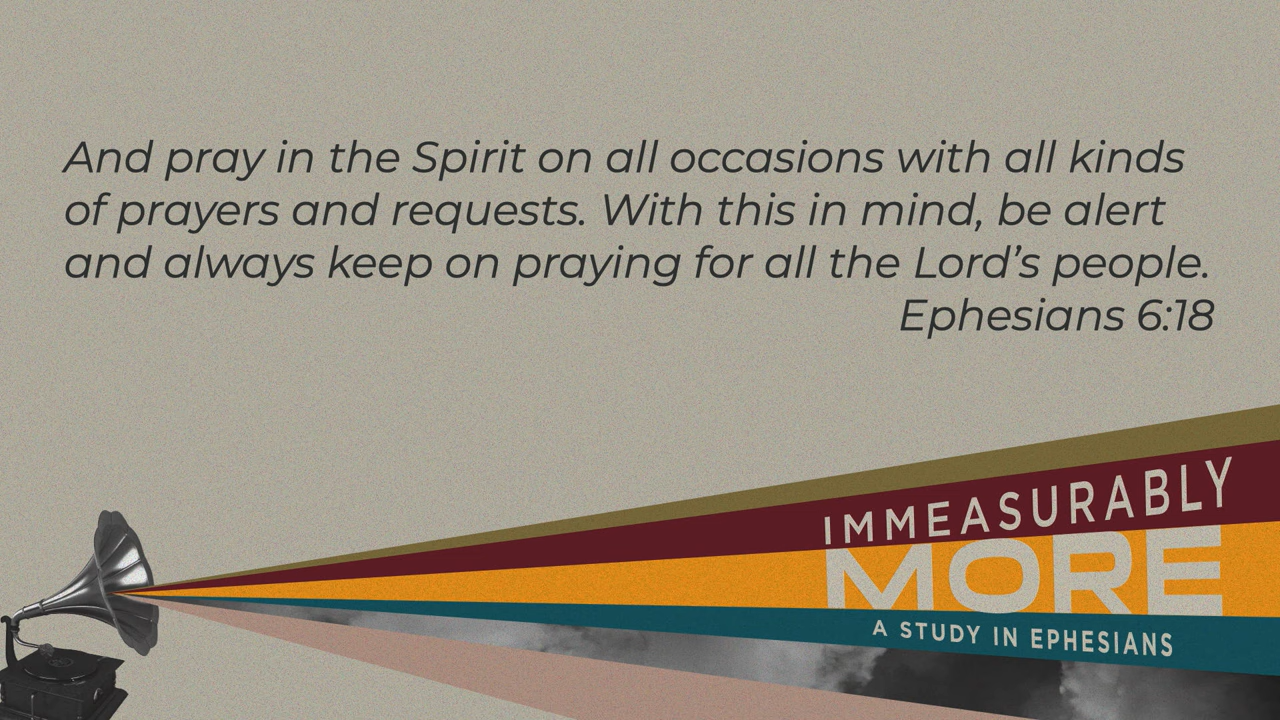 And pray in the Spirit on all occasions with all kinds
of prayers and requests. With this in mind, be alert
and always keep on praying for all the Lord’s people.
Ephesians 6:18
IMMEASURABLY
MORE
A STUDY IN EPHESIANS